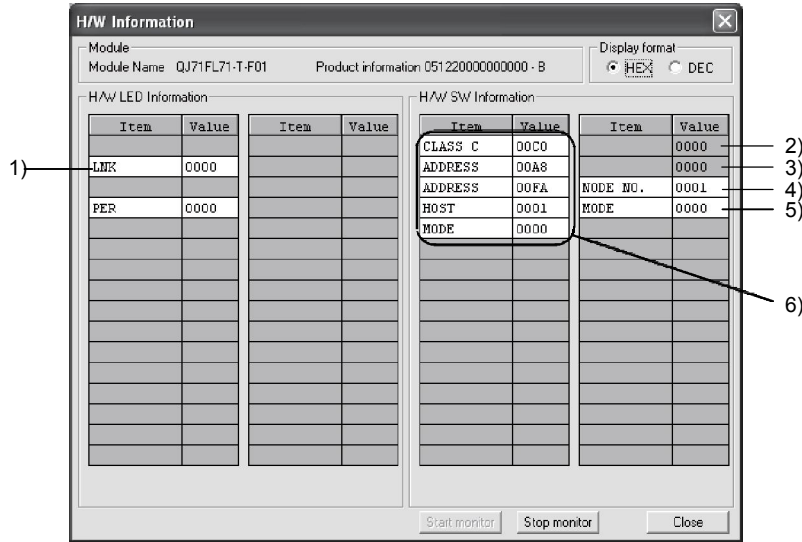 H/W Information
Module
Module Name QJ71FL71-T-F01 Product information 051220000000000 - B
Display format
HEX DEC
H/W LED Information
H/W SW Information
Item Value Item Value Item Value Item Value
CLASS C 00C0 0000 2)
1) LNK 0000 ADDRESS 00A8 0000 3)
ADDRESS 00FA NODE NO. 0001 4)
PER 0000 HOST 0001 MODE 0000 5)
MODE 0000
6)
Start monitor Stop monitor Close